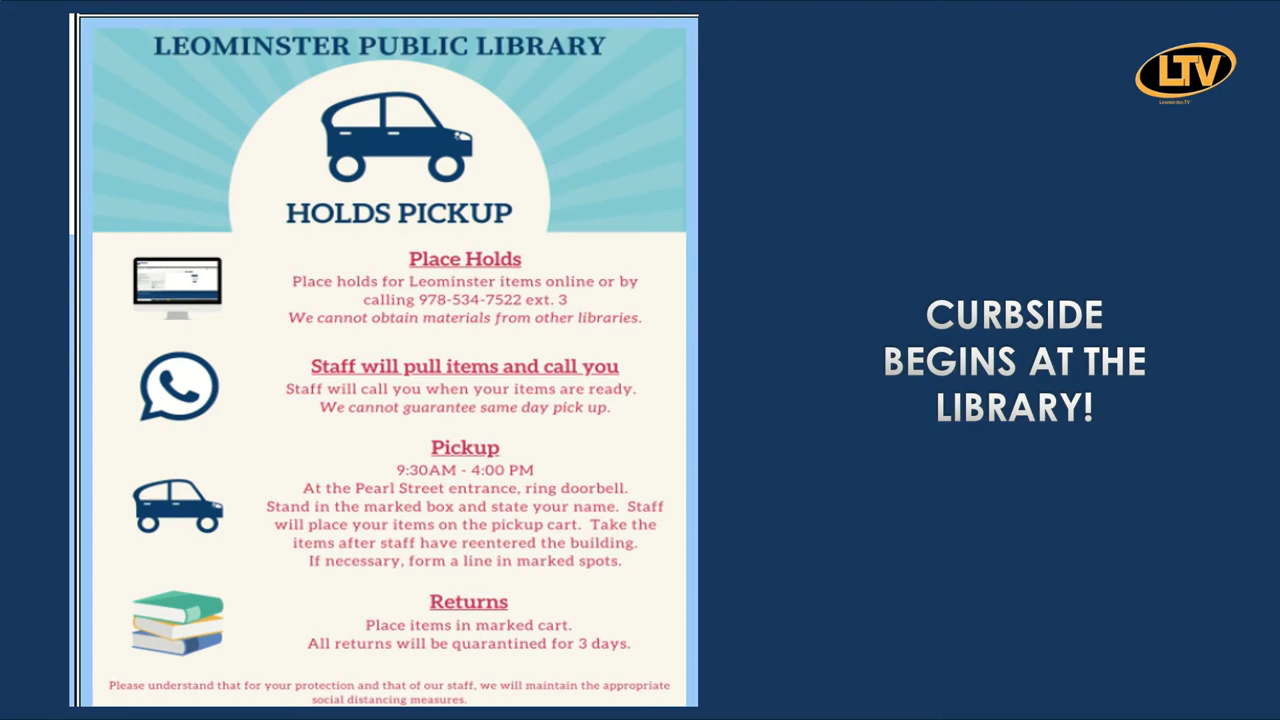 LEOMINSTER PUBLIC LIBRARY
HOLDS PICKUP
Place Holds
Place holds for Leominster items online or by
calling 978-534-7522 ext. 3
We cannot obtain materials from other libraries.
Staff will pull items and call you
Staff will call you when your items are ready.
We cannot guarantee same day pick up.
Pickup
9:30AM - 4:00 PM
At the Pearl Street entrance, ring doorbell.
Stand in the marked box and state your name. Staff
will place your items on the pickup cart. Take the
items after staff have reentered the building.
If necessary, form a line in marked spots.
Returns
Place items in marked cart.
All returns will be quarantined for 3 days.
Please understand that for your protection and that of our staff, we will maintain the appropriate
social distancing measures.
LTV
Leominster.TV
CURBSIDE
BEGINS AT THE
LIBRARY!